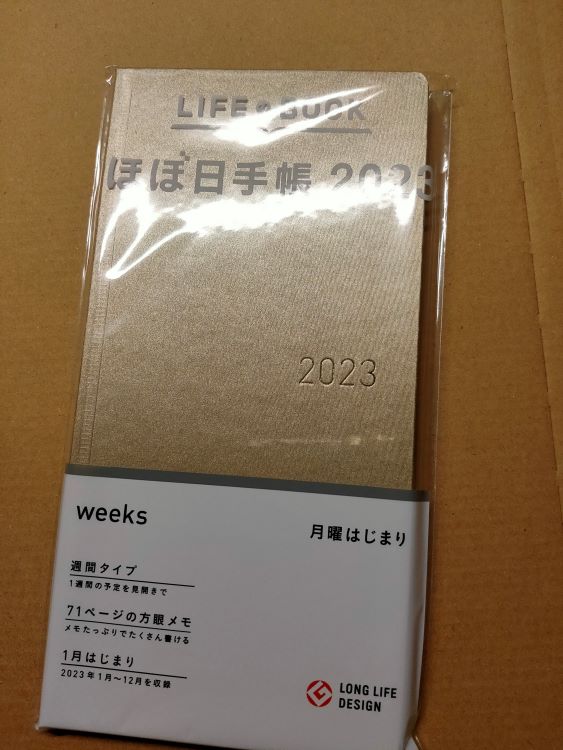 LIFE BOOK
ほぼ日手帳 2023
2023
weeks
月曜はじまり
週間タイプ
1週間の予定を見開きで
71ページの方眼メモ
メモたっぷりでたくさん書ける
1月はじまり
2023年1月～12月を収録
LONG LIFE
DESIGN